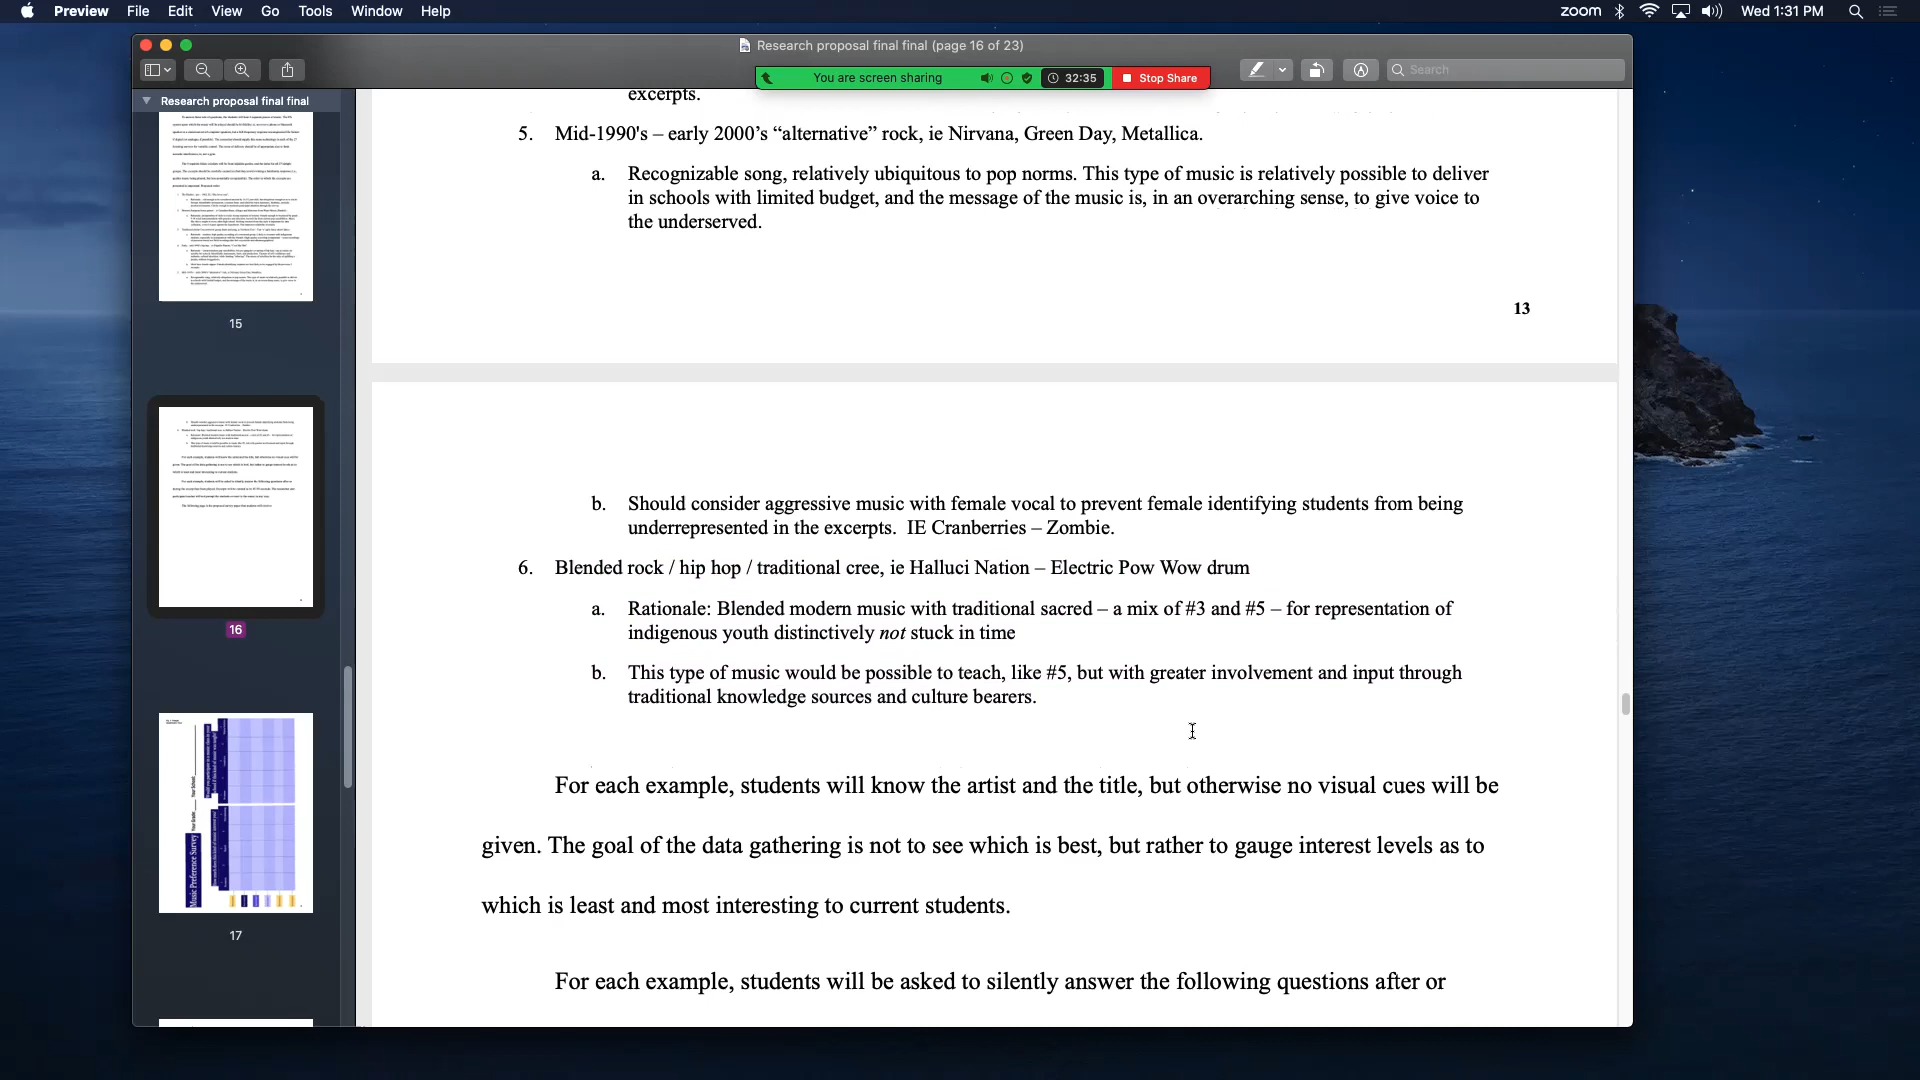 Preview File Edit View Go Tools Window Help
zoom Wed 1:31 PM
Research proposal final final (page 16 of 23)
You are screen sharing 32:35 Stop Share
Search
Research proposal final final
15
16
Music Preference Survey
17
excerpts.
5. Mid-1990's – early 2000’s “alternative” rock, ie Nirvana, Green Day, Metallica.
a. Recognizable song, relatively ubiquitous to pop norms. This type of music is relatively possible to deliver
in schools with limited budget, and the message of the music is, in an overarching sense, to give voice to
the underserved.
13
b. Should consider aggressive music with female vocal to prevent female identifying students from being
underrepresented in the excerpts. IE Cranberries – Zombie.
6. Blended rock / hip hop / traditional cree, ie Halluci Nation – Electric Pow Wow drum
a. Rationale: Blended modern music with traditional sacred – a mix of #3 and #5 – for representation of
indigenous youth distinctively not stuck in time
b. This type of music would be possible to teach, like #5, but with greater involvement and input through
traditional knowledge sources and culture bearers.
For each example, students will know the artist and the title, but otherwise no visual cues will be
given. The goal of the data gathering is not to see which is best, but rather to gauge interest levels as to
which is least and most interesting to current students.
For each example, students will be asked to silently answer the following questions after or